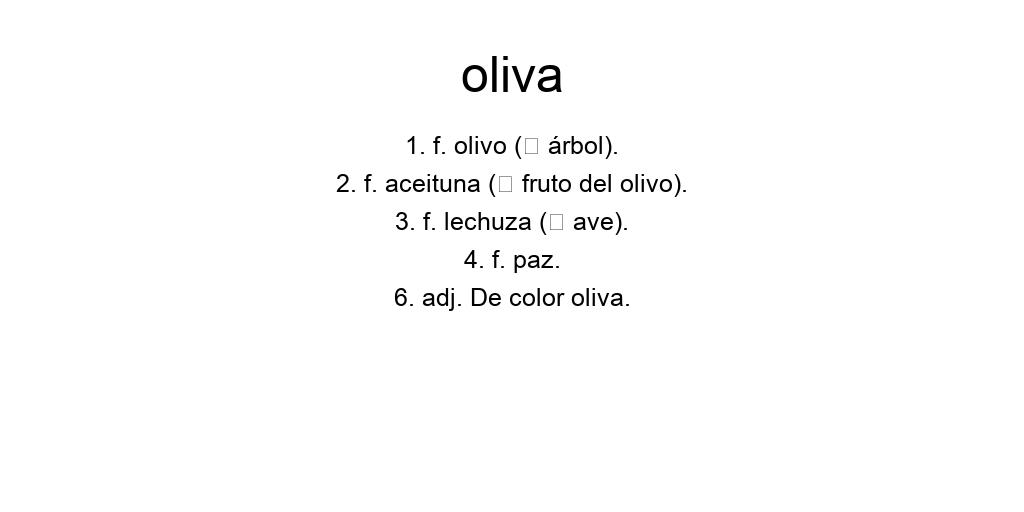 oliva
1. f. olivo (□ árbol).
2. f. aceituna (□ fruto del olivo).
3. f. lechuza (□ ave).
4. f. paz.
6. adj. De color oliva.